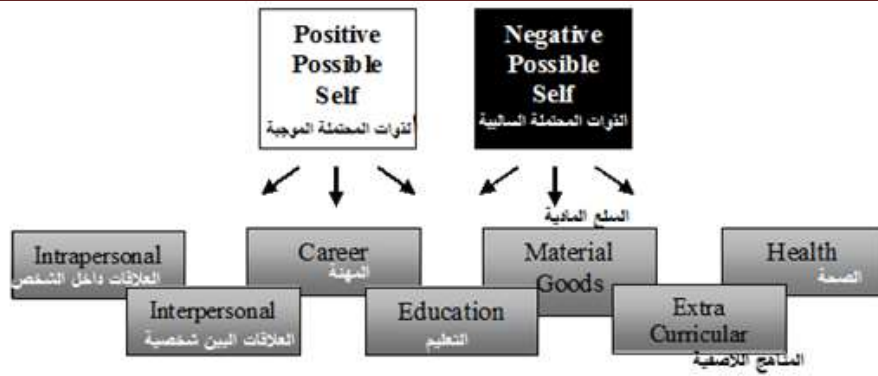 Positive
Possible
Self
لذوات المحتملة الموجبة
Negative
Possible
Self
الذوات المحتملة السالبية
السلع المادية
Intrapersonal
العلاقات داخل الشخص
Career
المهنة
Material
Goods
Health
الصحة
Interpersonal
العلاقات البين شخصية
Education
التعليم
Extra
Curricular
المناهج اللاصفية